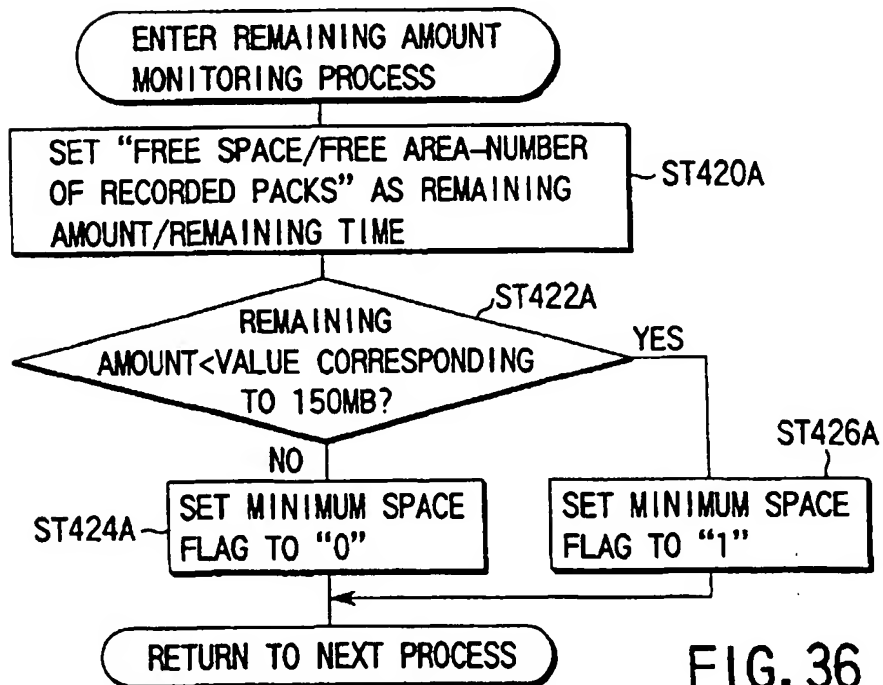 ENTER REMAINING AMOUNT
MONITORING PROCESS
SET “FREE SPACE/FREE AREA–NUMBER
OF RECORDED PACKS” AS REMAINING
AMOUNT/REMAINING TIME
ST420A
ST422A
REMAINING
AMOUNT<VALUE CORRESPONDING
TO 150MB?
YES
NO
ST426A
ST424A
SET MINIMUM SPACE
FLAG TO “0”
SET MINIMUM SPACE
FLAG TO “1”
RETURN TO NEXT PROCESS
FIG. 36